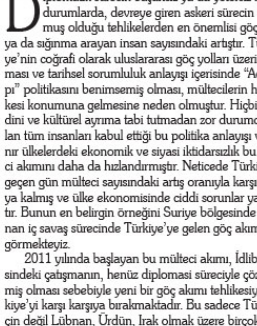 D
durumlarda, devreye giren askeri sürecin
muş olduğu tehlikelerden en önemlisi göç
ya da sığınma arayan insan sayısındaki artıştır. T
ye'nin coğrafi olarak uluslararası göç yolları üzeri
ması ve tarihsel sorumluluk anlayışı içerisinde "A
pı" politikasını benimsemiş olması, mültecilerin h
kesi konumuna gelmesine neden olmuştur. Hiçbi
dini ve kültürel ayrıma tabi tutmadan zor durumd
lan tüm insanları kabul ettiği bu politika anlayışı
nır ülkelerdeki ekonomik ve siyasi iktidarsızlık bu
ci akımını daha da hızlandırmıştır. Neticede Türki
geçen gün mülteci sayısındaki artış oranıyla karşı
ya kalmış ve ülke ekonomisinde ciddi sorunlar ya
tır. Bunun en belirgin örneğini Suriye bölgesinde
nan iç savaş sürecinde Türkiye'ye gelen göç akım
görmekteyiz.
2011 yılında başlayan bu mülteci akımı, İdlib
sindeki çatışmanın, henüz diplomasi süreciyle çö
miş olması sebebiyle yeni bir göç akımı tehlikesiy
kiye'yi karşı karşıya bırakmaktadır. Bu sadece Tü
çin değil Lübnan, Ürdün, Irak olmak üzere birçok